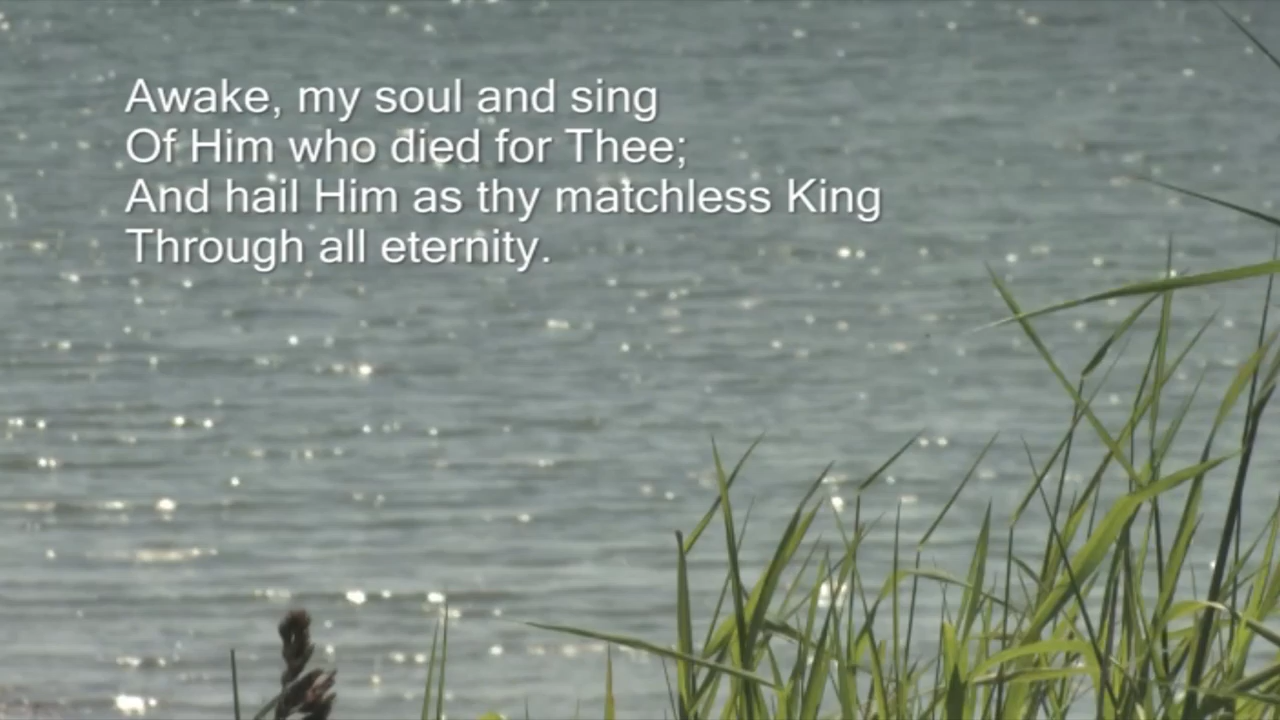 Awake, my soul and sing
Of Him who died for Thee;
And hail Him as thy matchless King
Through all eternity.